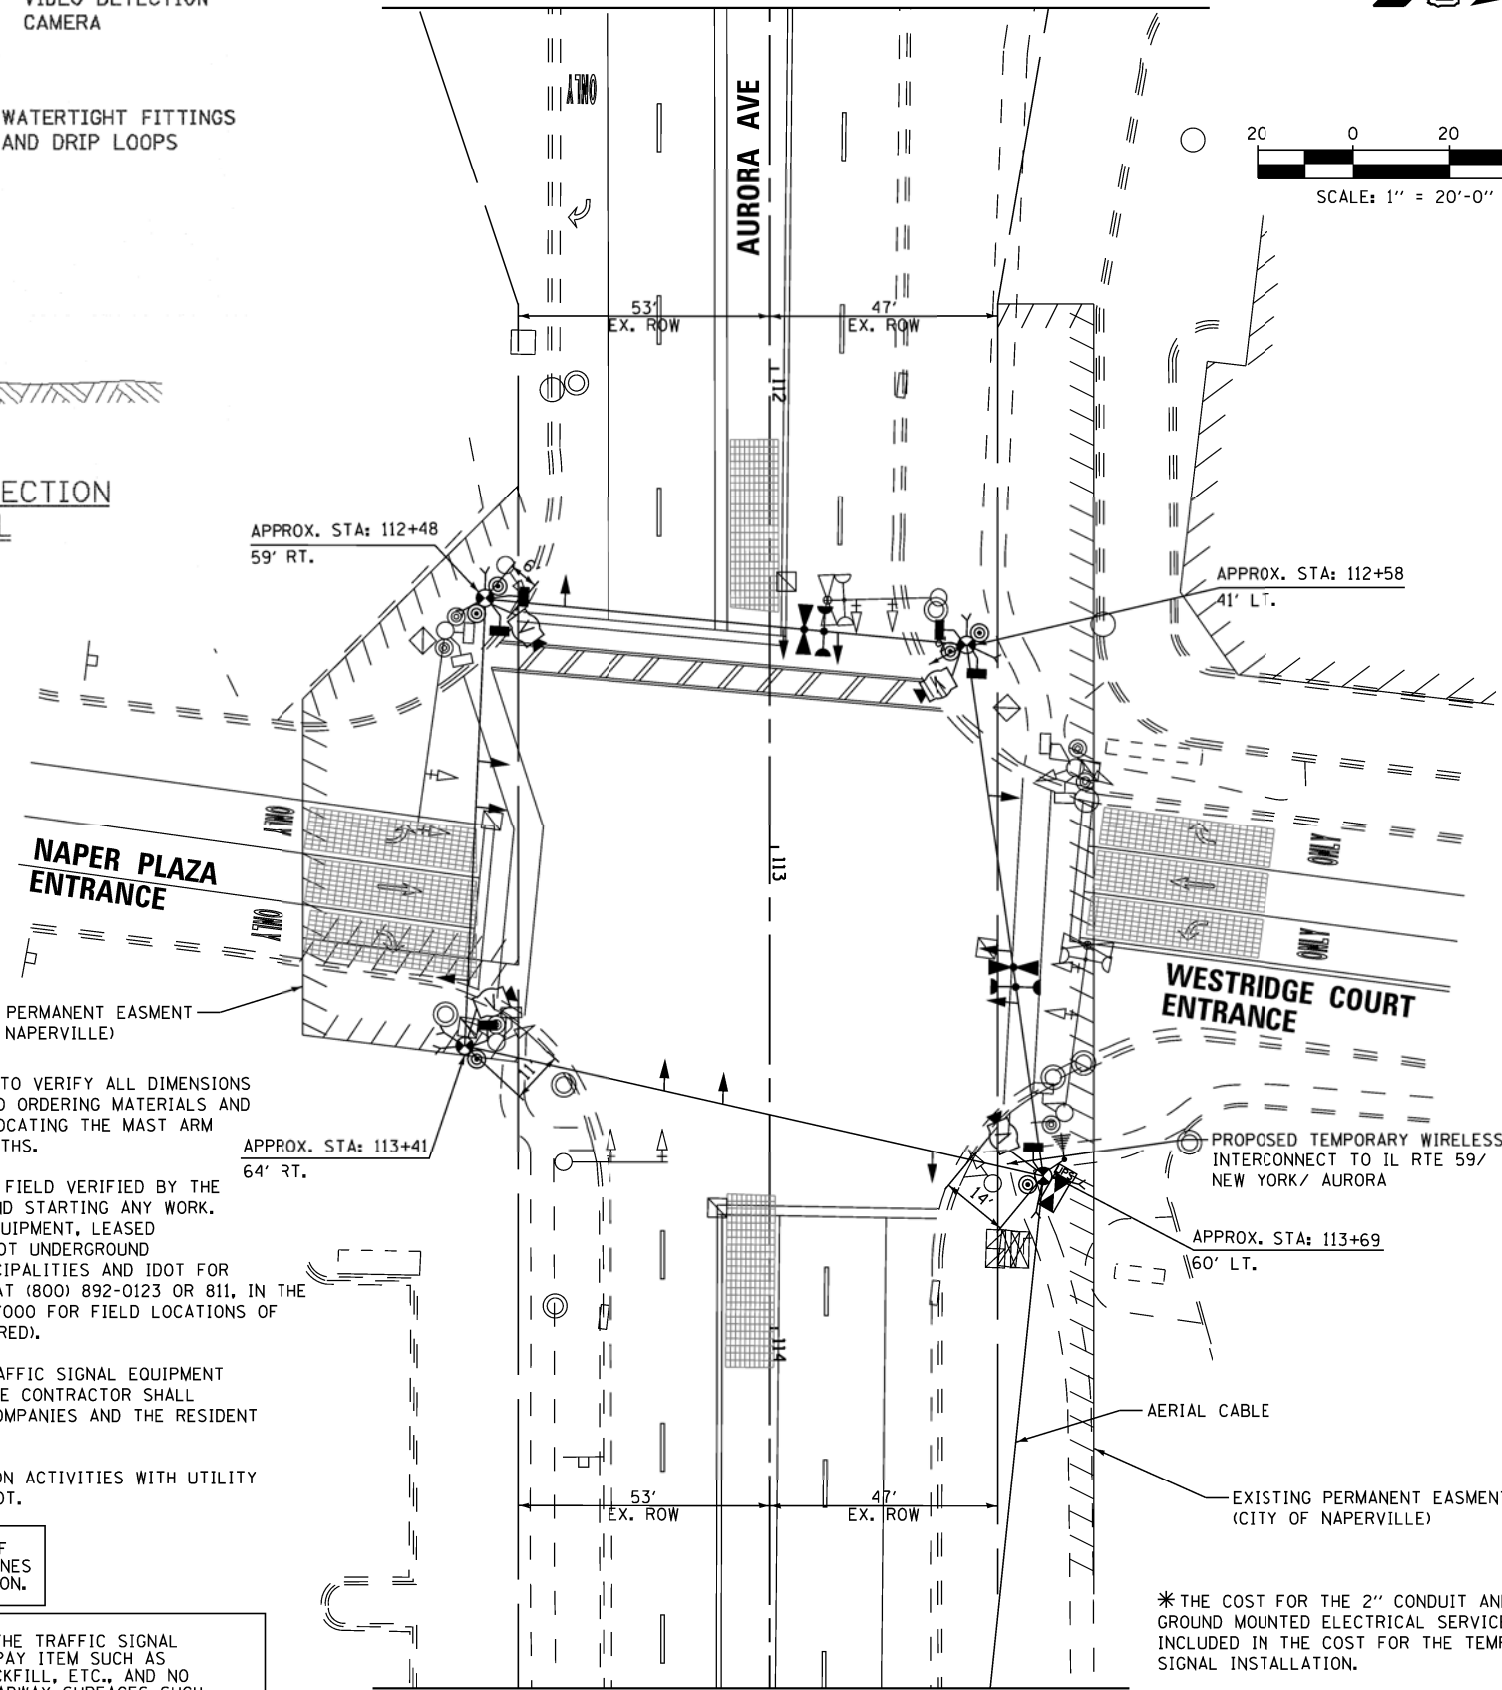 CAMERA
WATERTIGHT FITTINGS
AND DRIP LOOPS
ECTION
ONLY
AURORA AVE
20 0 20
SCALE: 1" = 20'-0"
53'
EX. ROW
47'
EX. ROW
112
APPROX. STA: 112+48
59' RT.
APPROX. STA: 112+58
41' LT.
ONLY
NAPER PLAZA
ENTRANCE
ONLY
113
ONLY
ONLY
WESTRIDGE COURT
ENTRANCE
PERMANENT EASMENT
NAPERVILLE)
TO VERIFY ALL DIMENSIONS
ORDERING MATERIALS AND
OCATING THE MAST ARM
THS.
11'
APPROX. STA: 113+41
64' RT.
FIELD VERIFIED BY THE
ND STARTING ANY WORK.
QUIPMENT, LEASED
OT UNDERGROUND
CIPALITIES AND IDOT FOR
AT (800) 892-0123 OR 811, IN THE
7000 FOR FIELD LOCATIONS OF
RED).
AFFIC SIGNAL EQUIPMENT
E CONTRACTOR SHALL
OMPANIES AND THE RESIDENT
ON ACTIVITIES WITH UTILITY
OT.
F
INES
ON.
THE TRAFFIC SIGNAL
PAY ITEM SUCH AS
CKFILL, ETC., AND NO
PROPOSED TEMPORARY WIRELESS
INTERCONNECT TO IL RTE 59/
NEW YORK/ AURORA
UPS
14'
APPROX. STA: 113+69
60' LT.
114
AERIAL CABLE
53'
EX. ROW
47'
EX. ROW
EXISTING PERMANENT EASMENT
(CITY OF NAPERVILLE)
* THE COST FOR THE 2" CONDUIT AN
GROUND MOUNTED ELECTRICAL SERVICE
INCLUDED IN THE COST FOR THE TEMP
SIGNAL INSTALLATION.